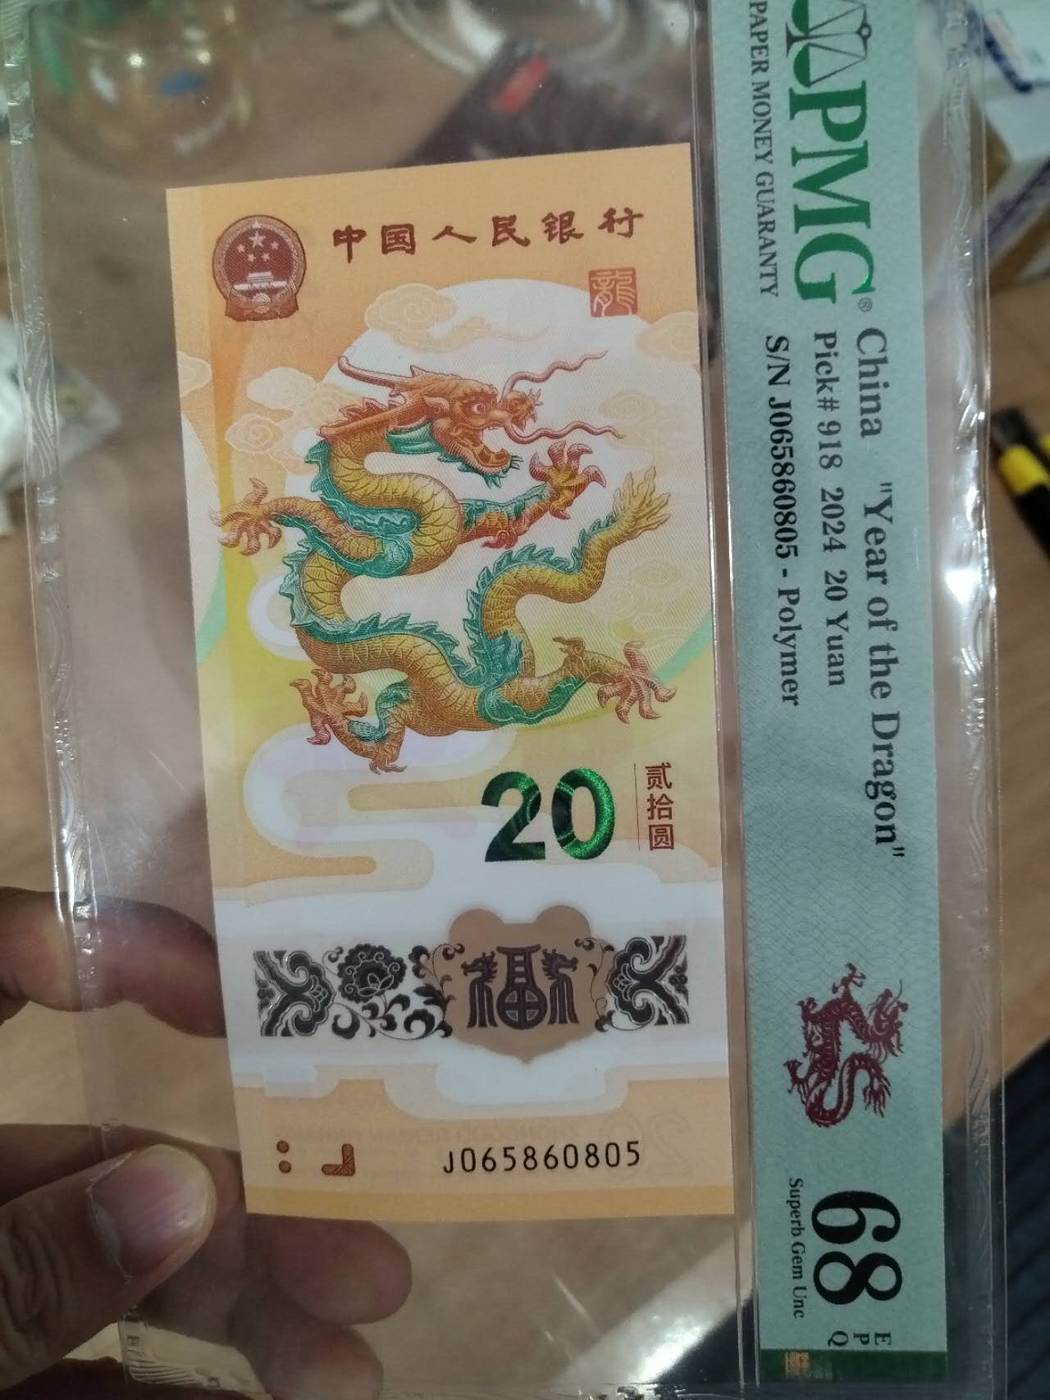 中国人民银行
龍
20
贰拾圆
福
J065860805
PMG®
PAPER MONEY GUARANTY
China "Year of the Dragon"
Pick# 918 2024 20 Yuan
S/N J065860805 - Polymer
68
EPQ
Superb Gem Unc